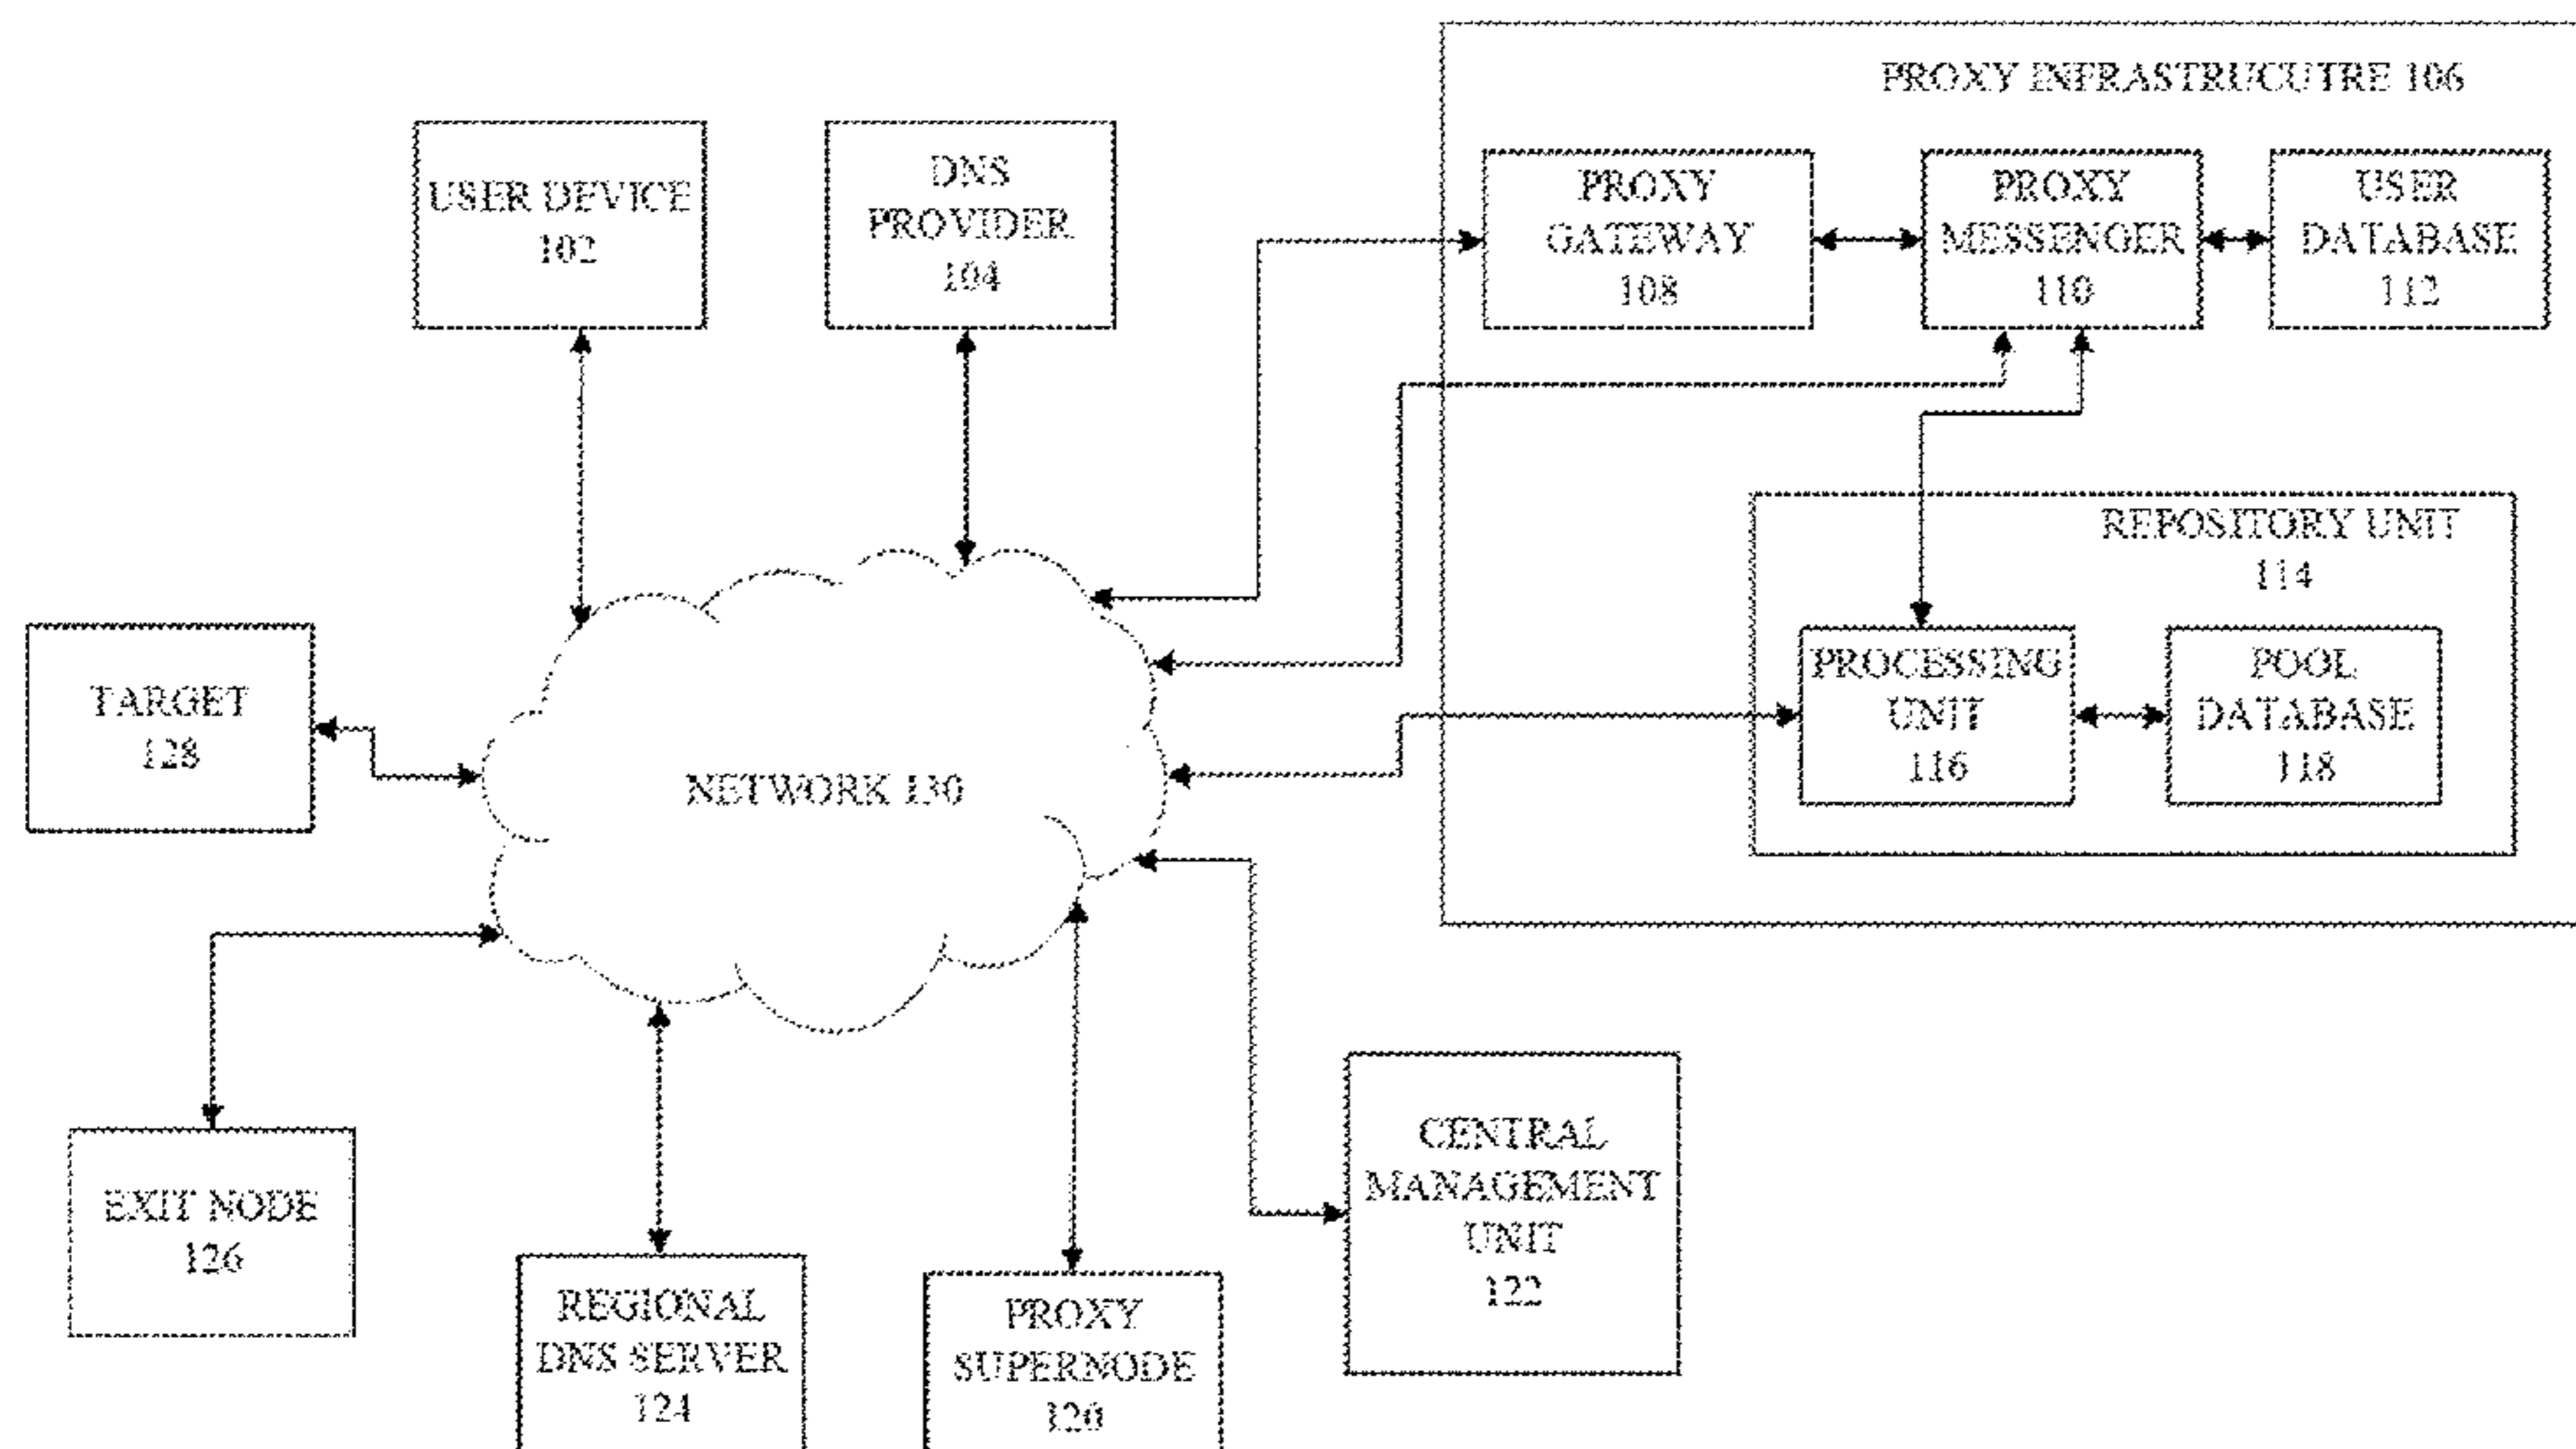 PROXY INFRASTRUCUTRE 106
USER DEVICE
102
DNS
PROVIDER
104
PROXY
GATEWAY
108
PROXY
MESSENGER
110
USER
DATABASE
112
REPOSITORY UNIT
114
PROCESSING
UNIT
116
POOL
DATABASE
118
TARGET
128
NETWORK 130
EXIT NODE
126
REGIONAL
DNS SERVER
124
PROXY
SUPERNODE
120
CENTRAL
MANAGEMENT
UNIT
122